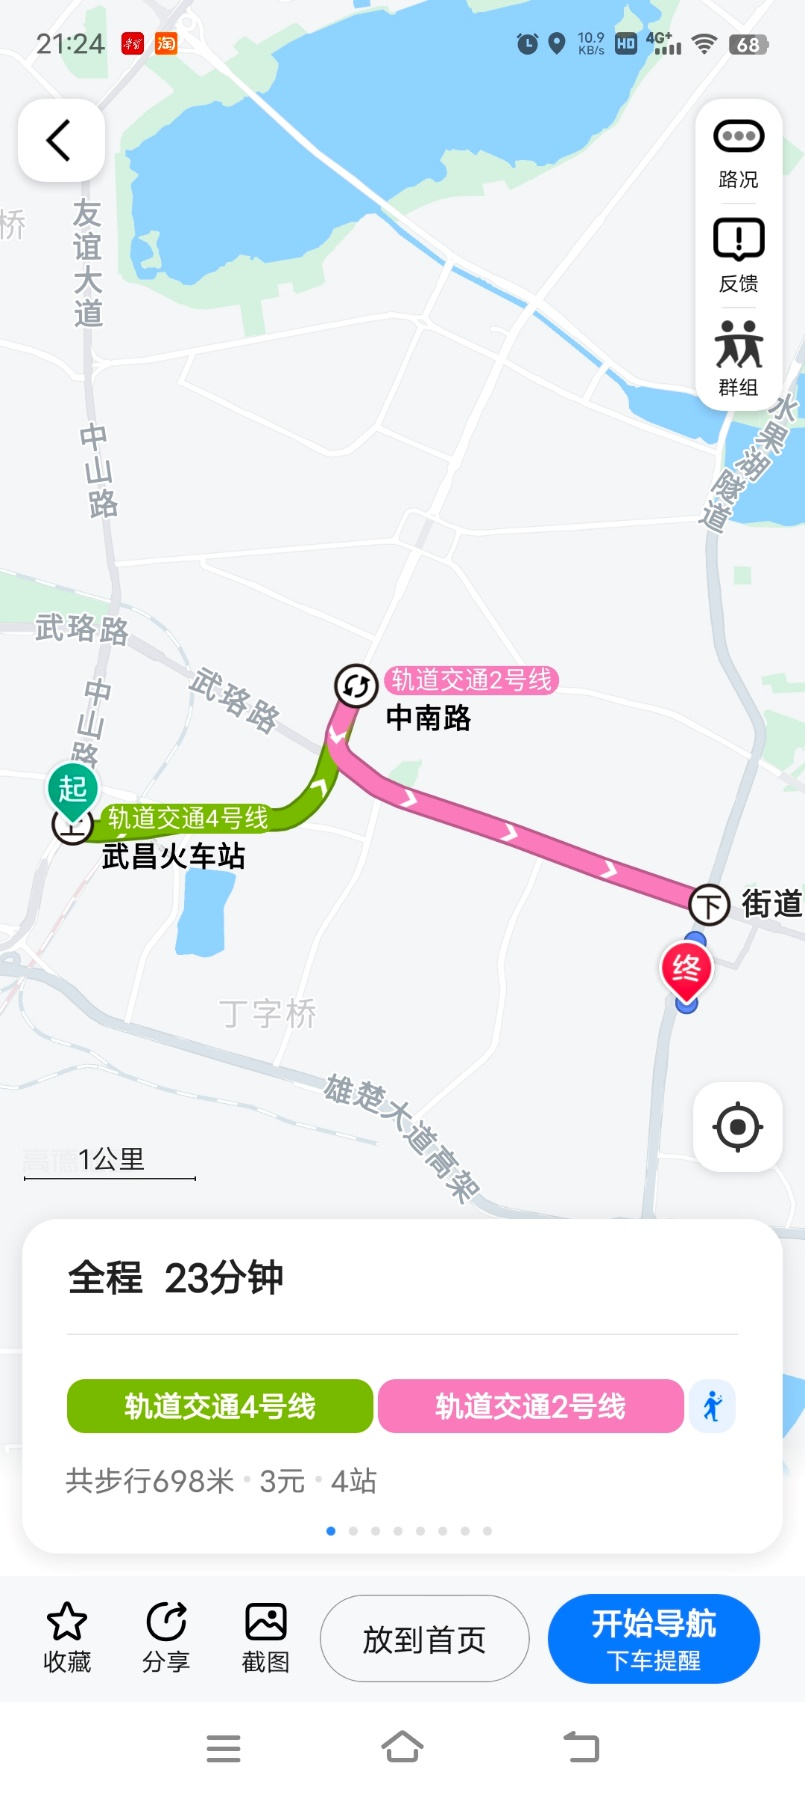 21:24
淘
10.9
KB/s
HD
4G+
68
路况
桥
友谊大道
反馈
群组
水果湖隧道
中山路
武珞路
武珞路
中山路
轨道交通2号线
中南路
起
上
轨道交通4号线
武昌火车站
下
街道
终
丁字桥
雄楚大道高架
1公里
全程 23分钟
轨道交通4号线
轨道交通2号线
共步行698米·3元·4站
收藏
分享
截图
放到首页
开始导航
下车提醒